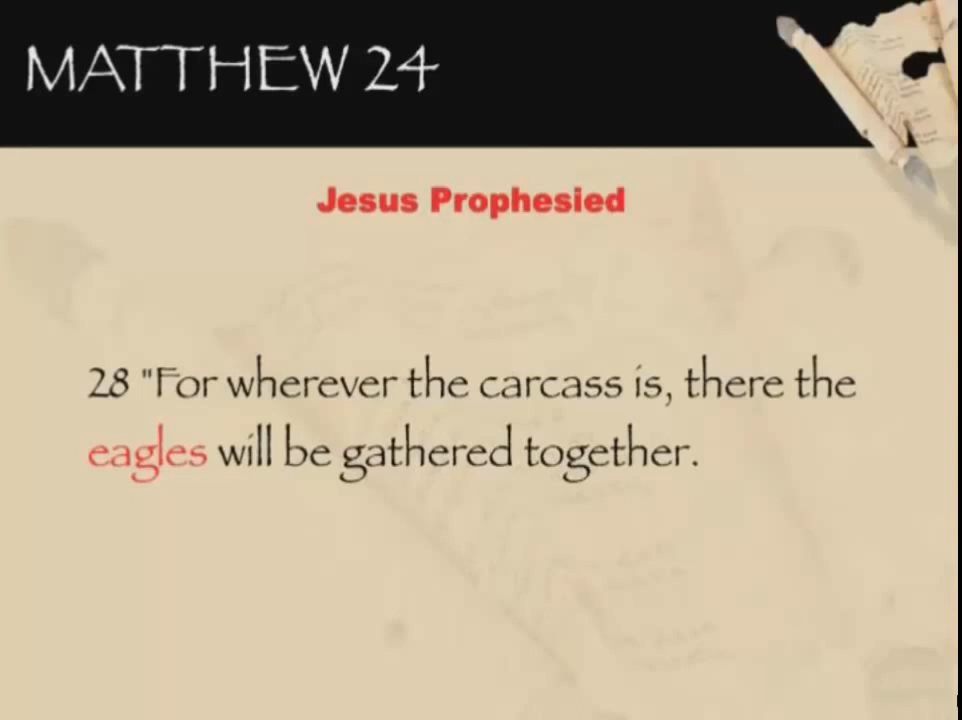 MATTHEW 24
Jesus Prophesied
28 "For wherever the carcass is, there the
eagles will be gathered together.